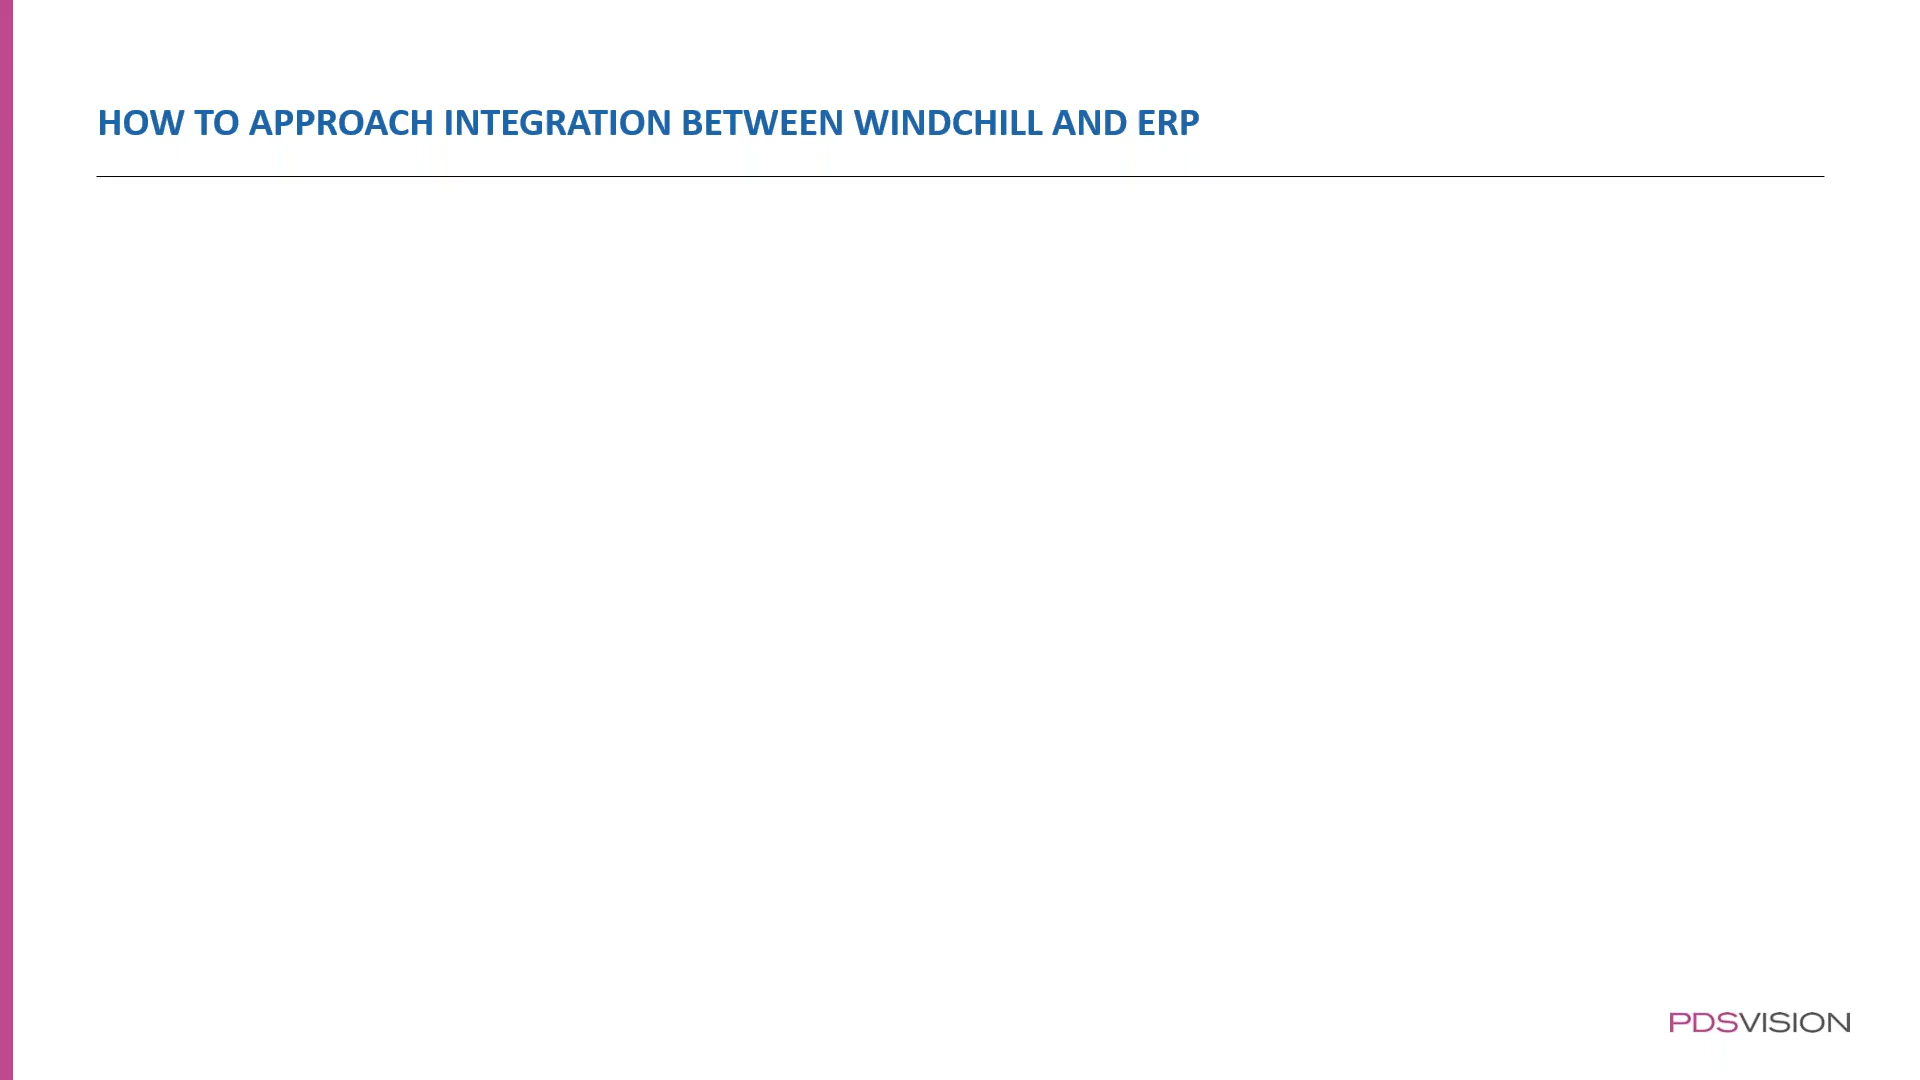 HOW TO APPROACH INTEGRATION BETWEEN WINDCHILL AND ERP
PDSVISION